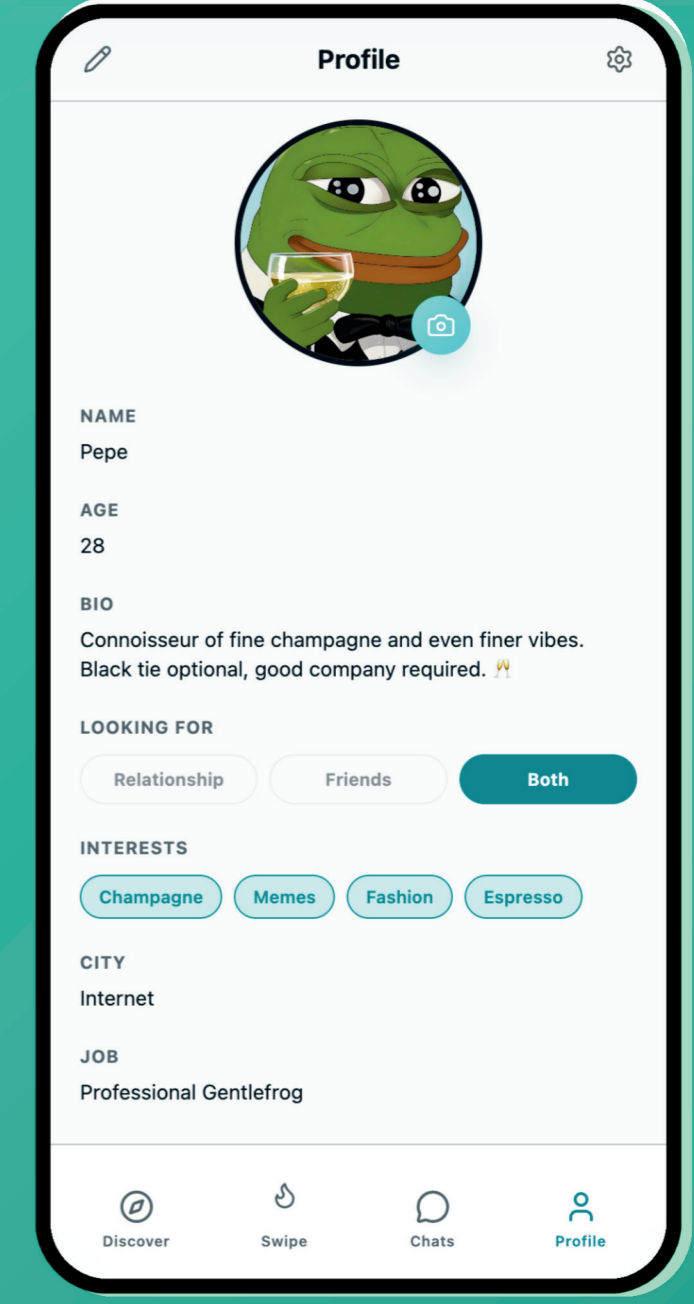 Profile
NAME
Pepe
AGE
28
BIO
Connoisseur of fine champagne and even finer vibes.
Black tie optional, good company required. 🥂
LOOKING FOR
Relationship Friends Both
INTERESTS
Champagne Memes Fashion Espresso
CITY
Internet
JOB
Professional Gentlefrog
Discover Swipe Chats Profile